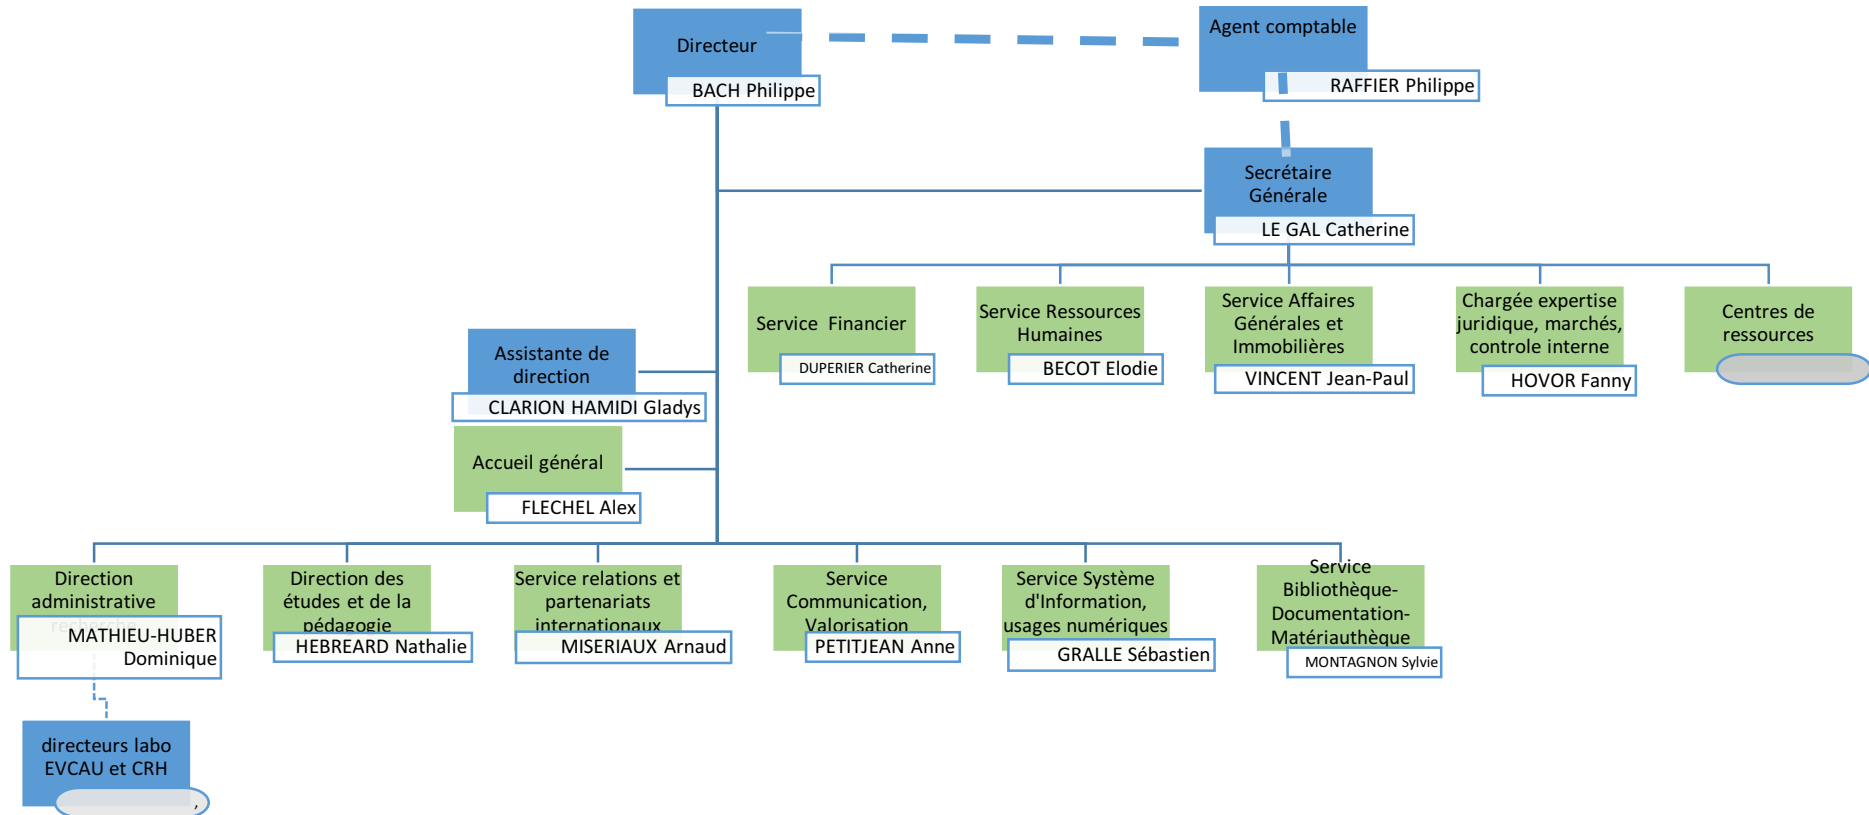 Directeur
BACH Philippe
Agent comptable
RAFFIER Philippe
Secrétaire
Générale
LE GAL Catherine
Service  Financier
DUPERIER Catherine
Service Ressources
Humaines
BECOT Elodie
Service Affaires
Générales et
Immobilières
VINCENT Jean-Paul
Chargée expertise
juridique, marchés,
controle interne
HOVOR Fanny
Centres de
ressources
Assistante de
direction
CLARION HAMIDI Gladys
Accueil général
FLECHEL Alex
Direction
administrative
recherche
MATHIEU-HUBER
Dominique
Direction des
études et de la
pédagogie
HEBREARD Nathalie
Service relations et
partenariats
internationaux
MISERIAUX Arnaud
Service
Communication,
Valorisation
PETITJEAN Anne
Service Système
d'Information,
usages numériques
GRALLE Sébastien
Service
Bibliothèque-
Documentation-
Matériauthèque
MONTAGNON Sylvie
directeurs labo
EVCAU et CRH
,